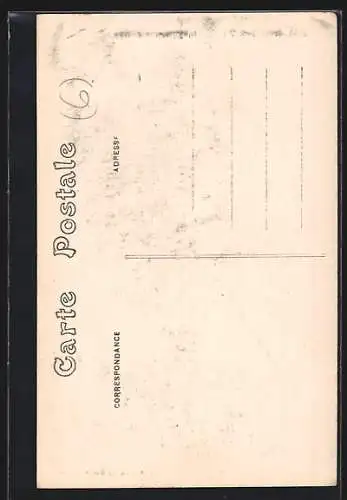 Carte Postale
(6)
CORRESPONDANCE
ADRESSE